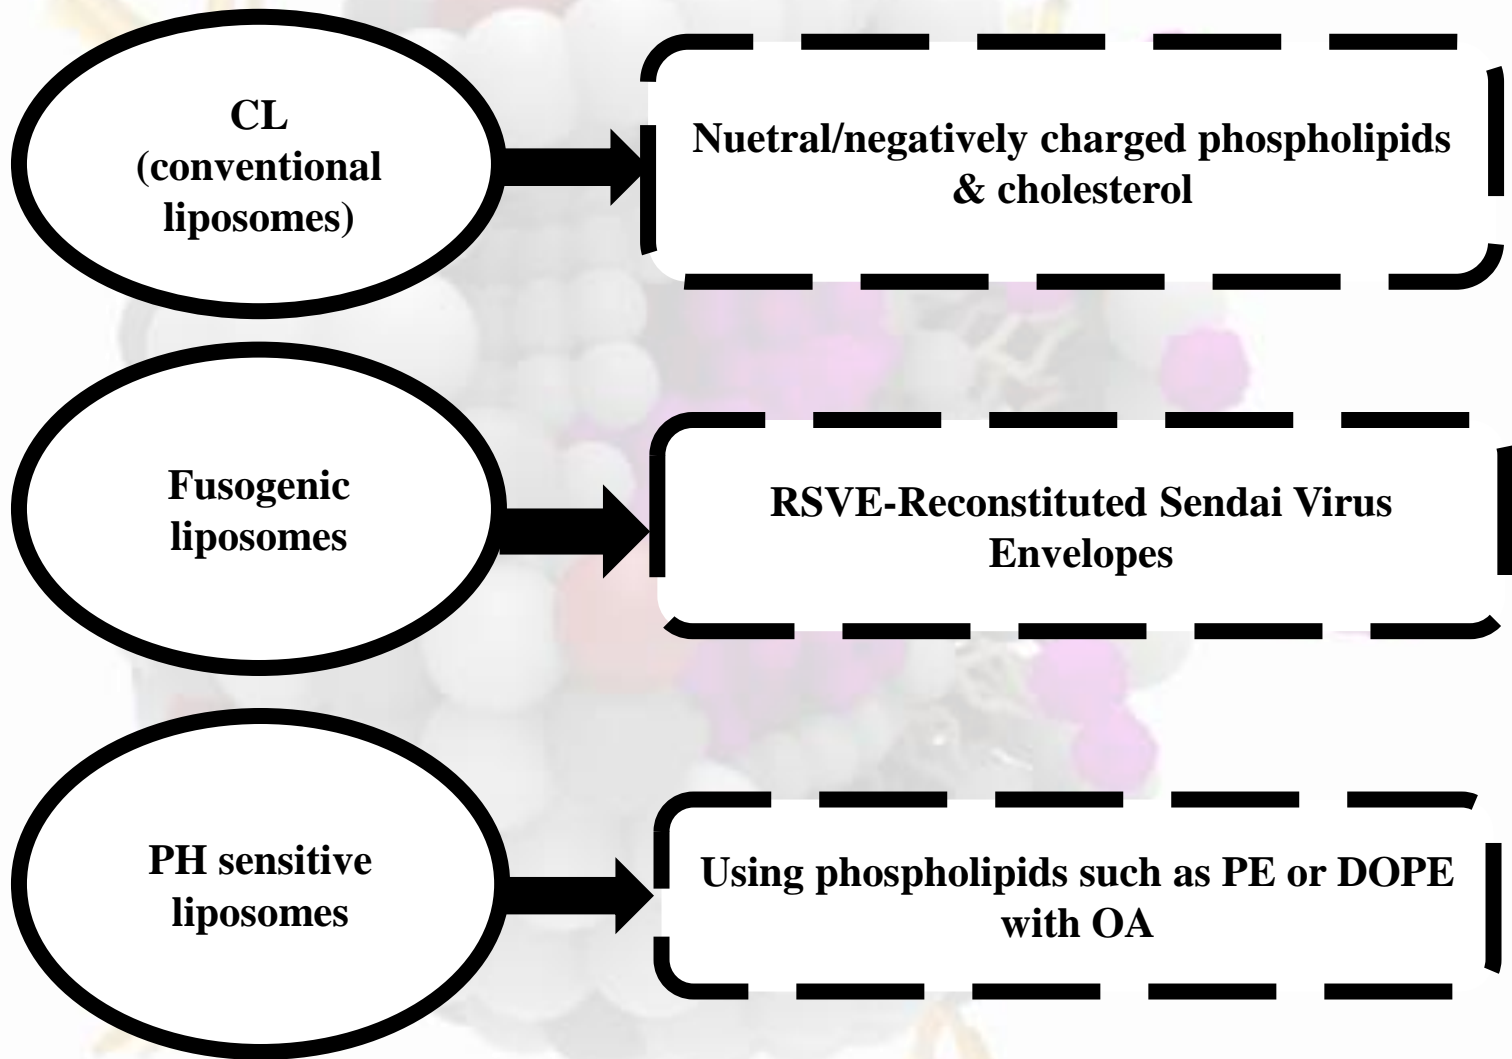 CL
(conventional
liposomes)
Nuetral/negatively charged phospholipids
& cholesterol
Fusogenic
liposomes
RSVE-Reconstituted Sendai Virus
Envelopes
PH sensitive
liposomes
Using phospholipids such as PE or DOPE
with OA